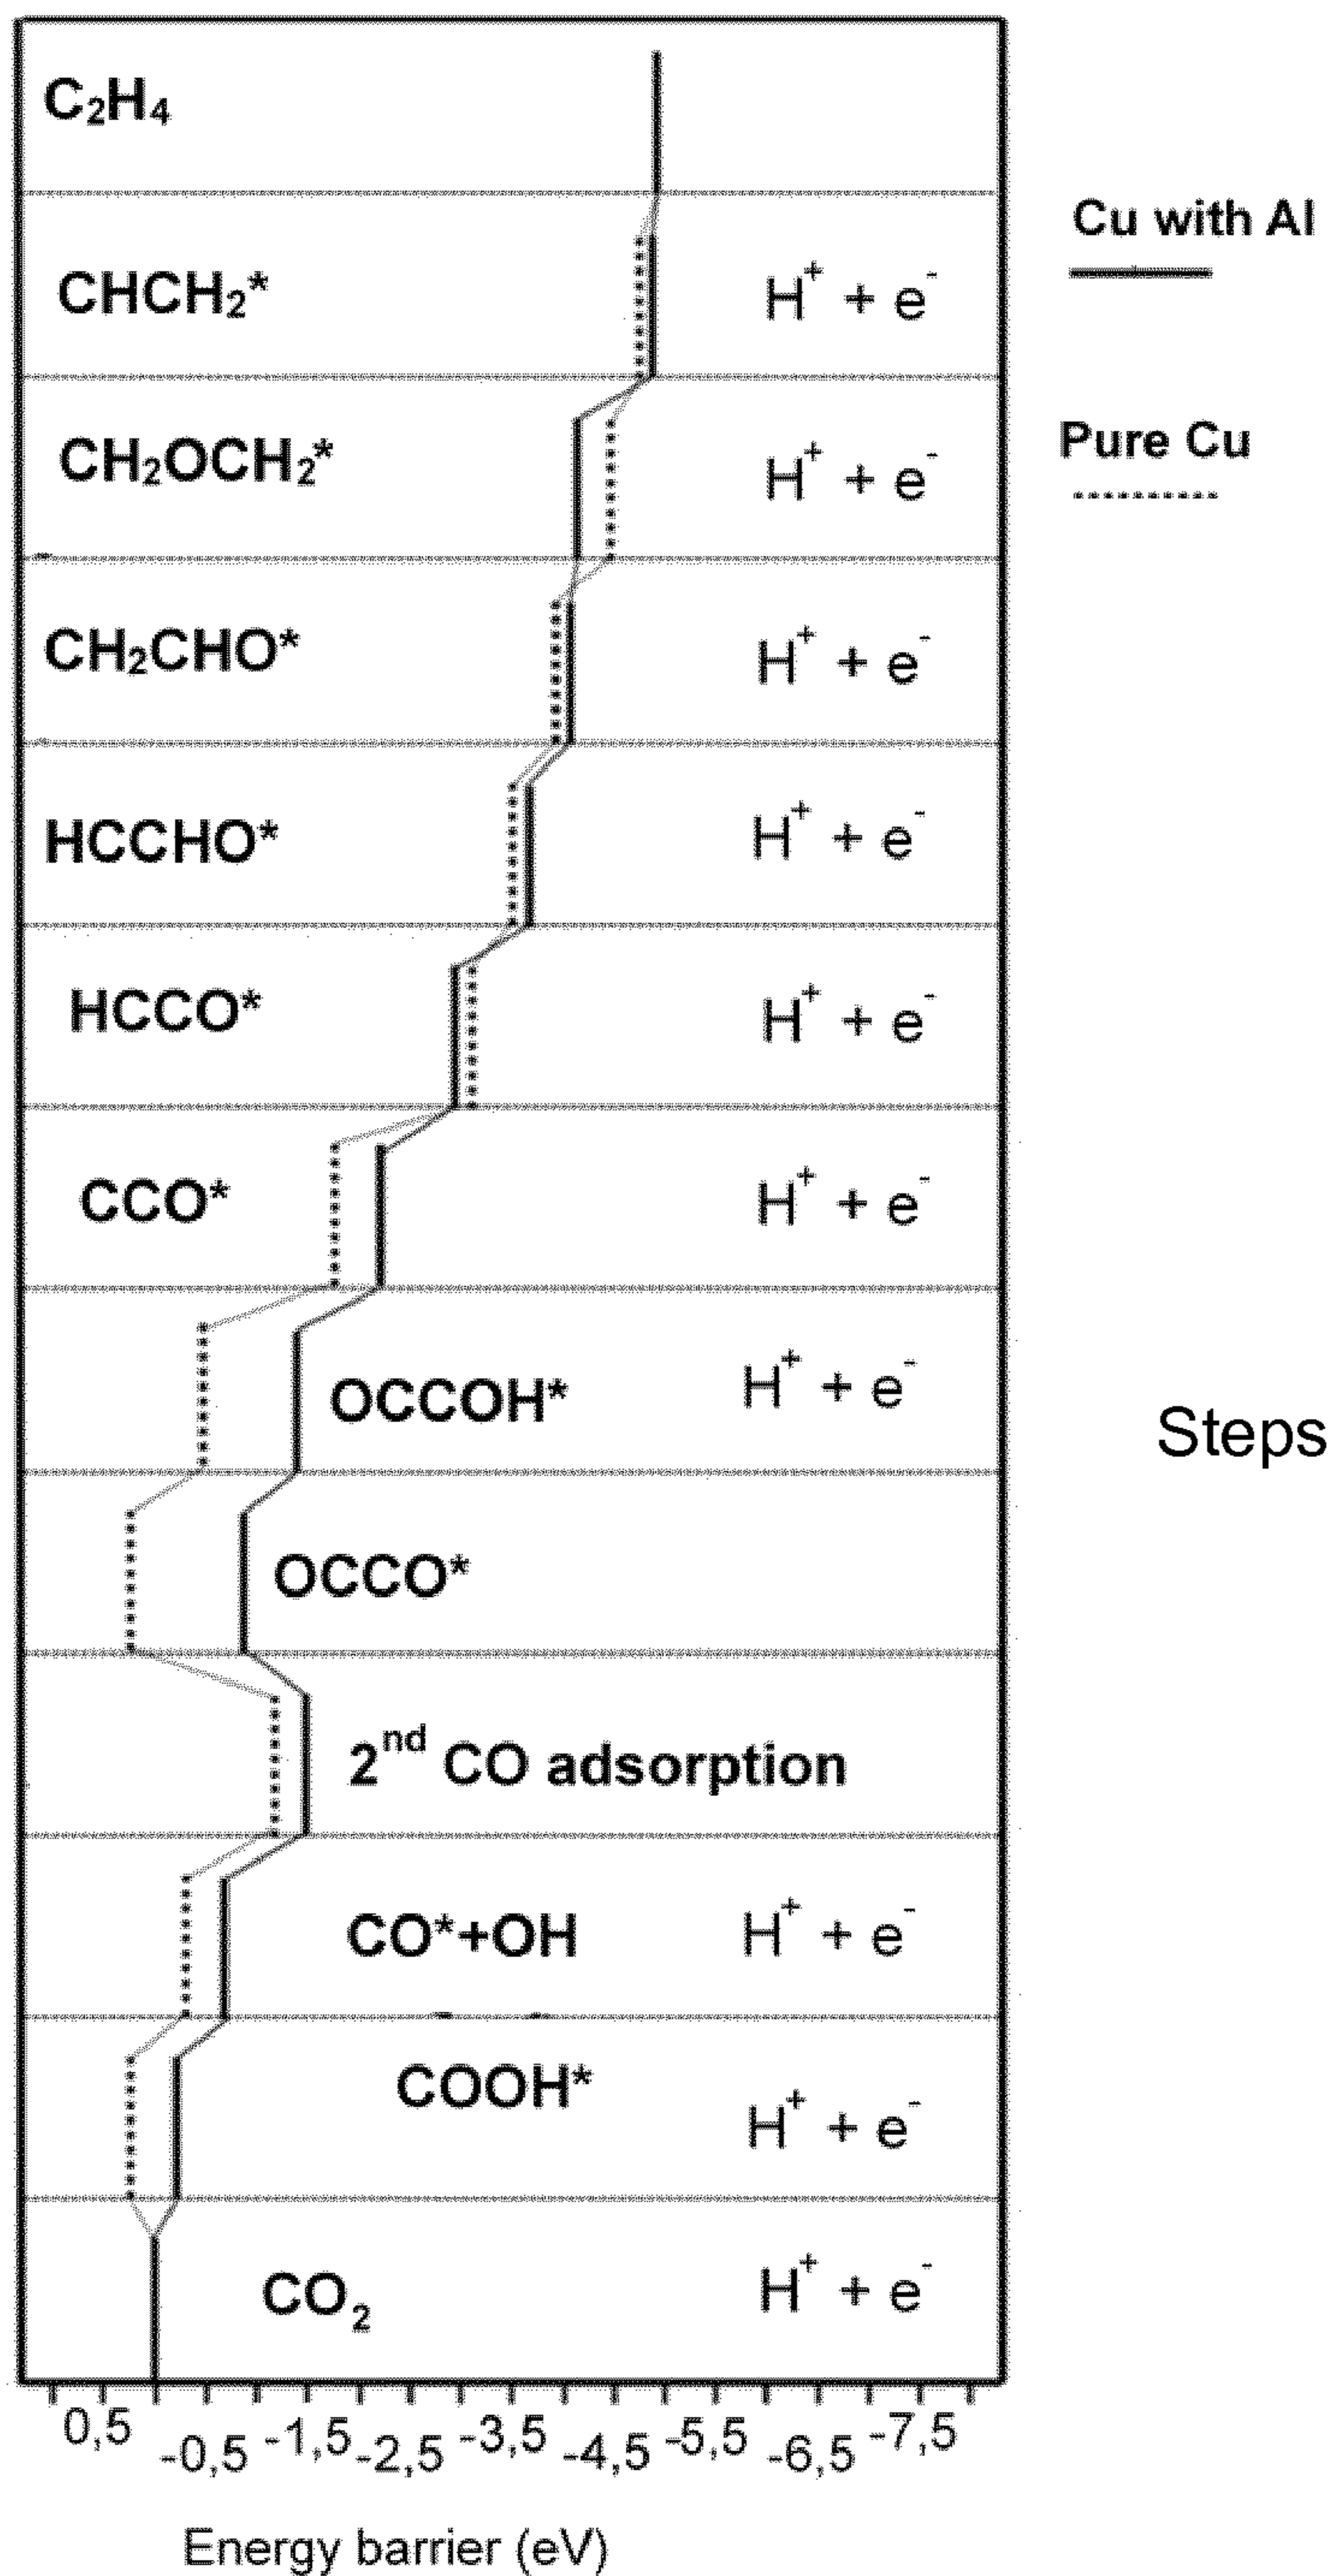 C₂H₄
Cu with Al
CHCH₂* H⁺ + e⁻
Pure Cu
CH₂OCH₂* H⁺ + e⁻
CH₂CHO* H⁺ + e⁻
HCCHO* H⁺ + e⁻
HCCO* H⁺ + e⁻
CCO* H⁺ + e⁻
OCCOH* H⁺ + e⁻
Steps
OCCO*
2ⁿᵈ CO adsorption
CO*+OH H⁺ + e⁻
COOH* H⁺ + e⁻
CO₂ H⁺ + e⁻
0,5 -0,5 -1,5 -2,5 -3,5 -4,5 -5,5 -6,5 -7,5
Energy barrier (eV)